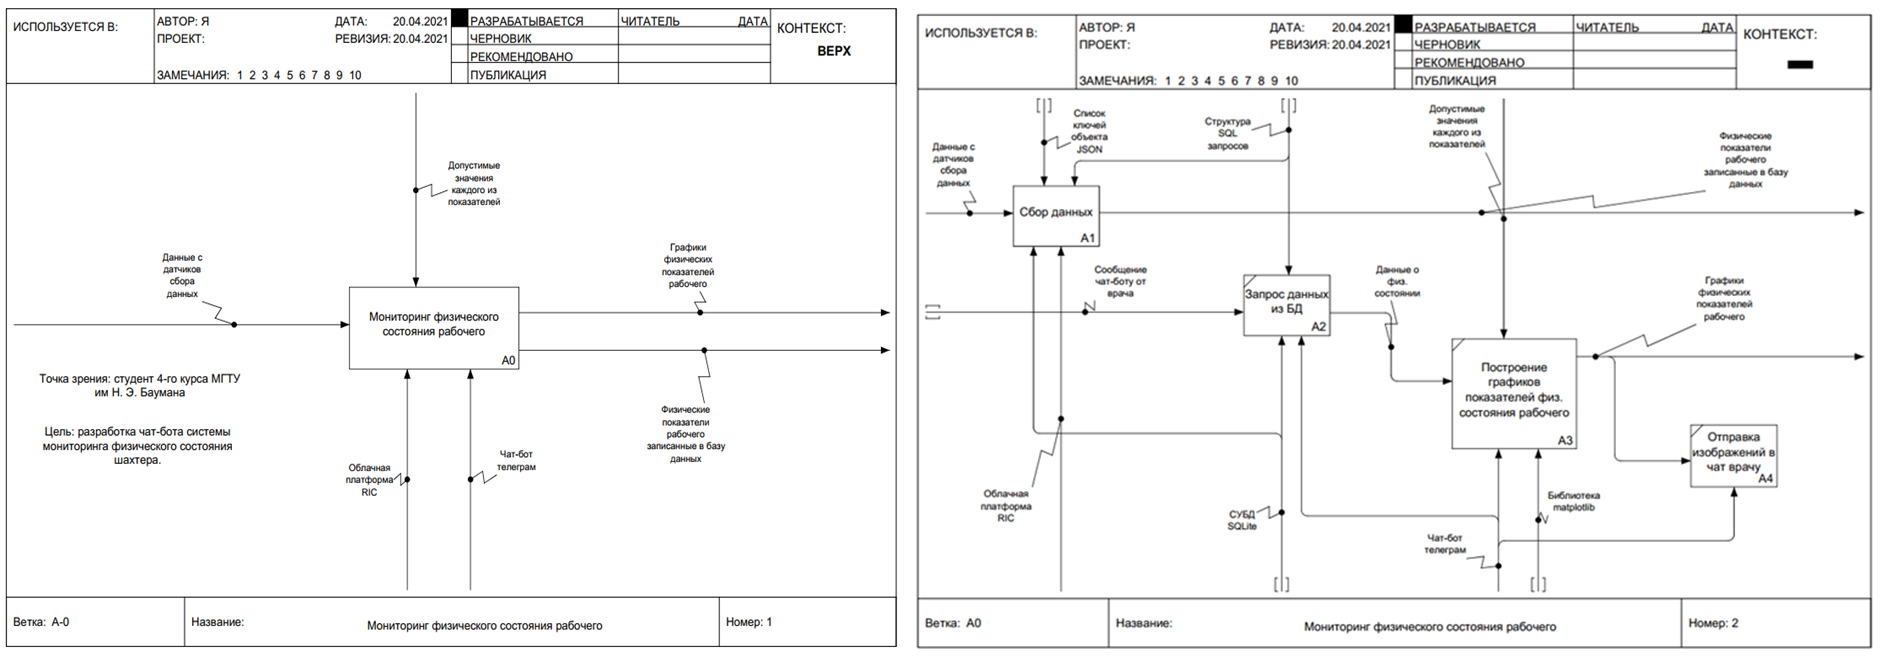 ИСПОЛЬЗУЕТСЯ В:
АВТОР: Я
ДАТА: 20.04.2021
ПРОЕКТ:
РЕВИЗИЯ: 20.04.2021
ЗАМЕЧАНИЯ: 1 2 3 4 5 6 7 8 9 10
РАЗРАБАТЫВАЕТСЯ
ЧЕРНОВИК
РЕКОМЕНДОВАНО
ПУБЛИКАЦИЯ
ЧИТАТЕЛЬ
ДАТА
КОНТЕКСТ:
ВЕРХ
Допустимые
значения
каждого из
показателей
Данные с
датчиков
сбора
данных
Графики
физических
показателей
рабочего
Мониторинг физического
состояния рабочего
A0
Точка зрения: студент 4-го курса МГТУ
им Н. Э. Баумана
Цель: разработка чат-бота системы
мониторинга физического состояния
шахтера.
Физические
показатели
рабочего
записанные в базу
данных
Облачная
платформа
RIC
Чат-бот
телеграм
Ветка: A-0
Название:
Мониторинг физического состояния рабочего
Номер: 1
ИСПОЛЬЗУЕТСЯ В:
АВТОР: Я
ДАТА: 20.04.2021
ПРОЕКТ:
РЕВИЗИЯ: 20.04.2021
ЗАМЕЧАНИЯ: 1 2 3 4 5 6 7 8 9 10
РАЗРАБАТЫВАЕТСЯ
ЧЕРНОВИК
РЕКОМЕНДОВАНО
ПУБЛИКАЦИЯ
ЧИТАТЕЛЬ
ДАТА
КОНТЕКСТ:
Список
ключей
объекта
JSON
Структура
SQL
запросов
Допустимые
значения
каждого из
показателей
Физические
показатели
рабочего
записанные в базу
данных
Данные с
датчиков
сбора
данных
Сбор данных
A1
Сообщение
чат-боту от
врача
Запрос данных
из БД
A2
Данные о
физ.
состоянии
Графики
физических
показателей
рабочего
Построение
графиков
показателей физ.
состояния рабочего
A3
Отправка
изображений в
чат врачу
A4
Облачная
платформа
RIC
СУБД
SQLite
Чат-бот
телеграм
Библиотека
matplotlib
Ветка: A0
Название:
Мониторинг физического состояния рабочего
Номер: 2